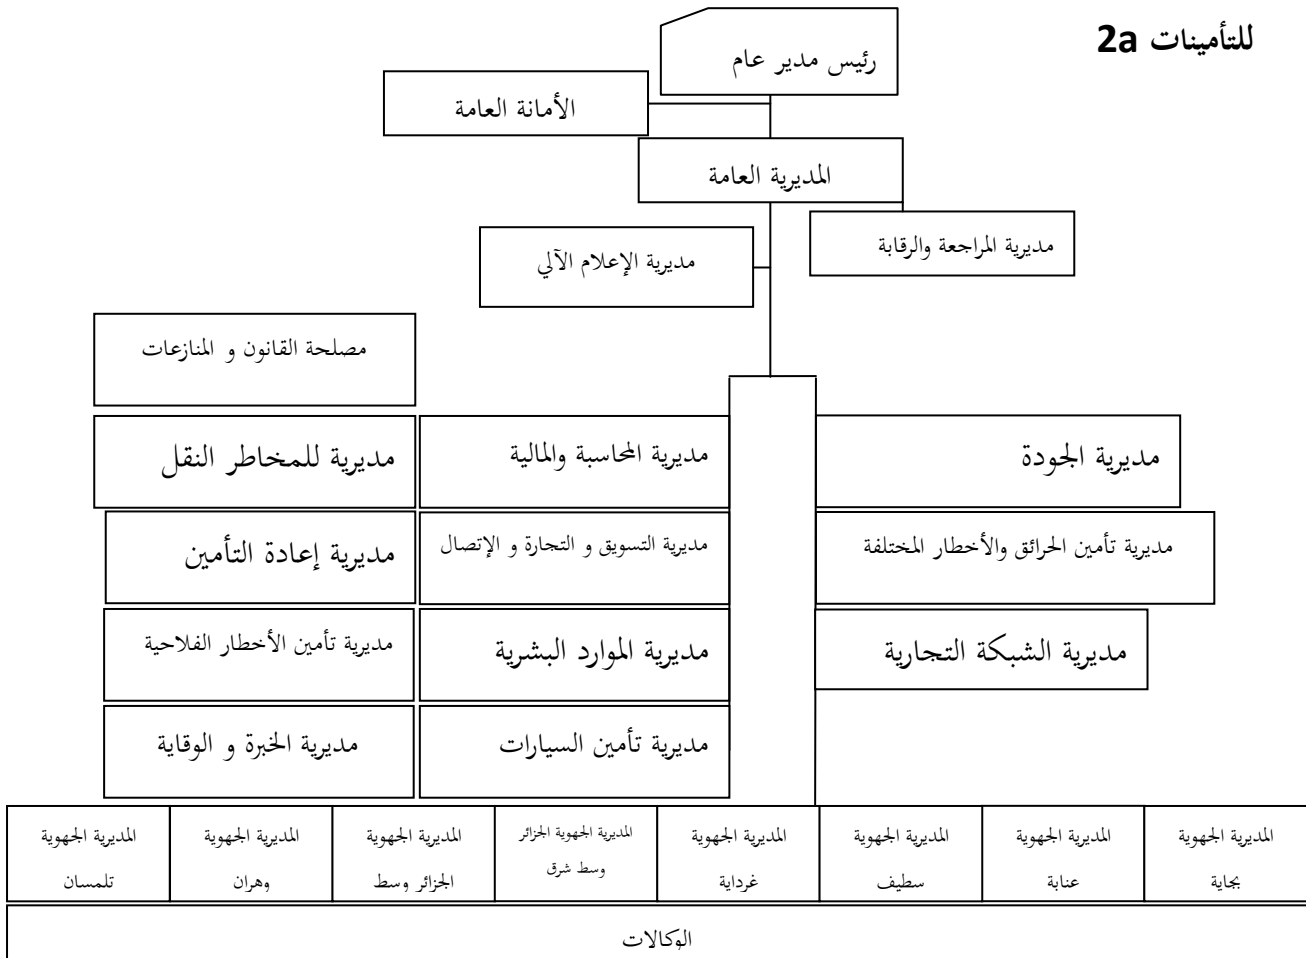 2a للتأمينات
رئيس مدير عام
الأمانة العامة
المديرية العامة
مديرية المراجعة والرقابة
مديرية الإعلام الآلي
مصلحة القانون و المنازعات
مديرية الجودة
مديرية المحاسبة والمالية
مديرية للمخاطر النقل
مديرية تأمين الحرائق والأخطار المختلفة
مديرية التسويق و التجارة و الإتصال
مديرية إعادة التأمين
مديرية الشبكة التجارية
مديرية الموارد البشرية
مديرية تأمين الأخطار الفلاحية
مديرية تأمين السيارات
مديرية الخبرة و الوقاية
المديرية الجهوية
بجاية
المديرية الجهوية
عنابة
المديرية الجهوية
سطيف
المديرية الجهوية
غرداية
المديرية الجهوية الجزائر
وسط شرق
المديرية الجهوية
الجزائر وسط
المديرية الجهوية
وهران
المديرية الجهوية
تلمسان
الوكالات